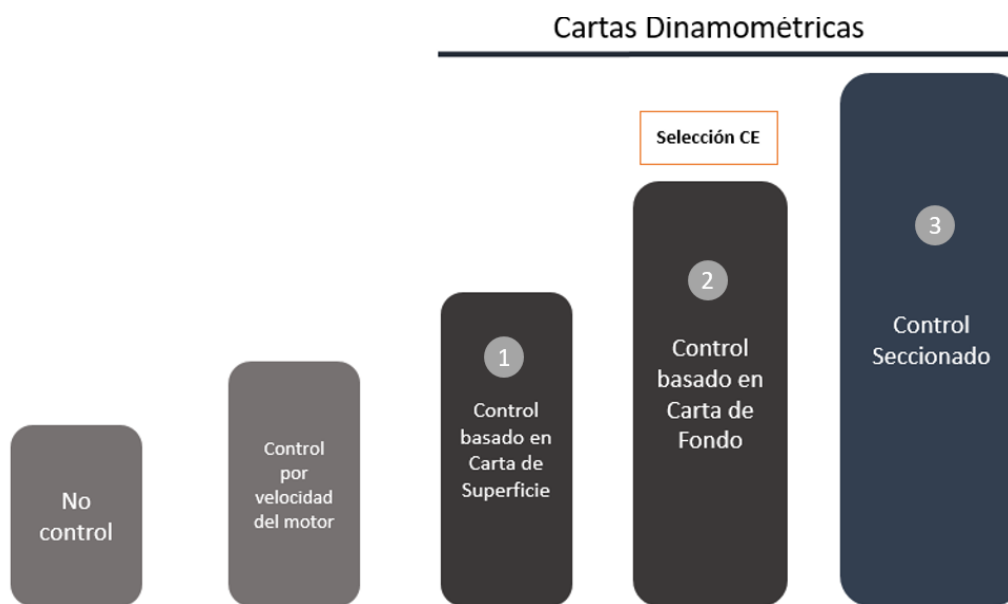 Cartas Dinamométricas
Selección CE
3
2
1
Control
Seccionado
Control
basado en
Carta de
Fondo
Control
basado en
Carta de
Superficie
Control
por
velocidad
del motor
No
control